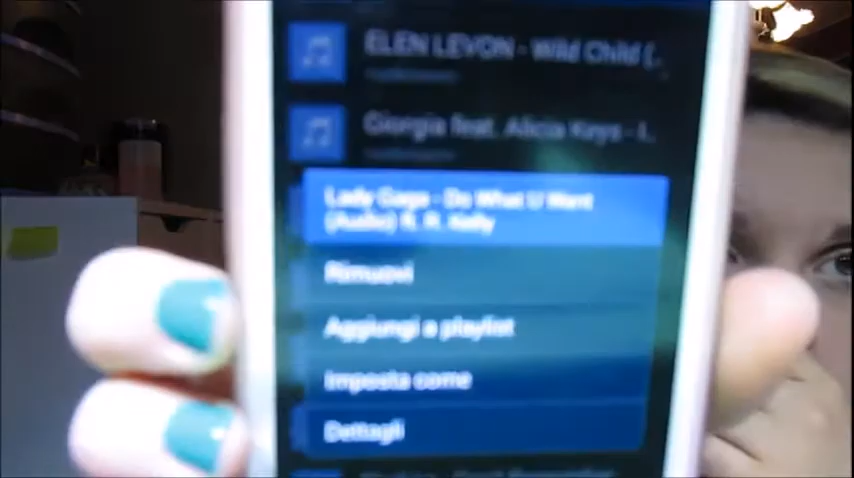 ELEN LEVON - Wild Child (..
Giorgia feat. Alicia Keys - I..
Lady Gaga - Do What U Want
(Audio) ft. R. Kelly
Rimuovi
Aggiungi a playlist
Imposta come
Dettagli